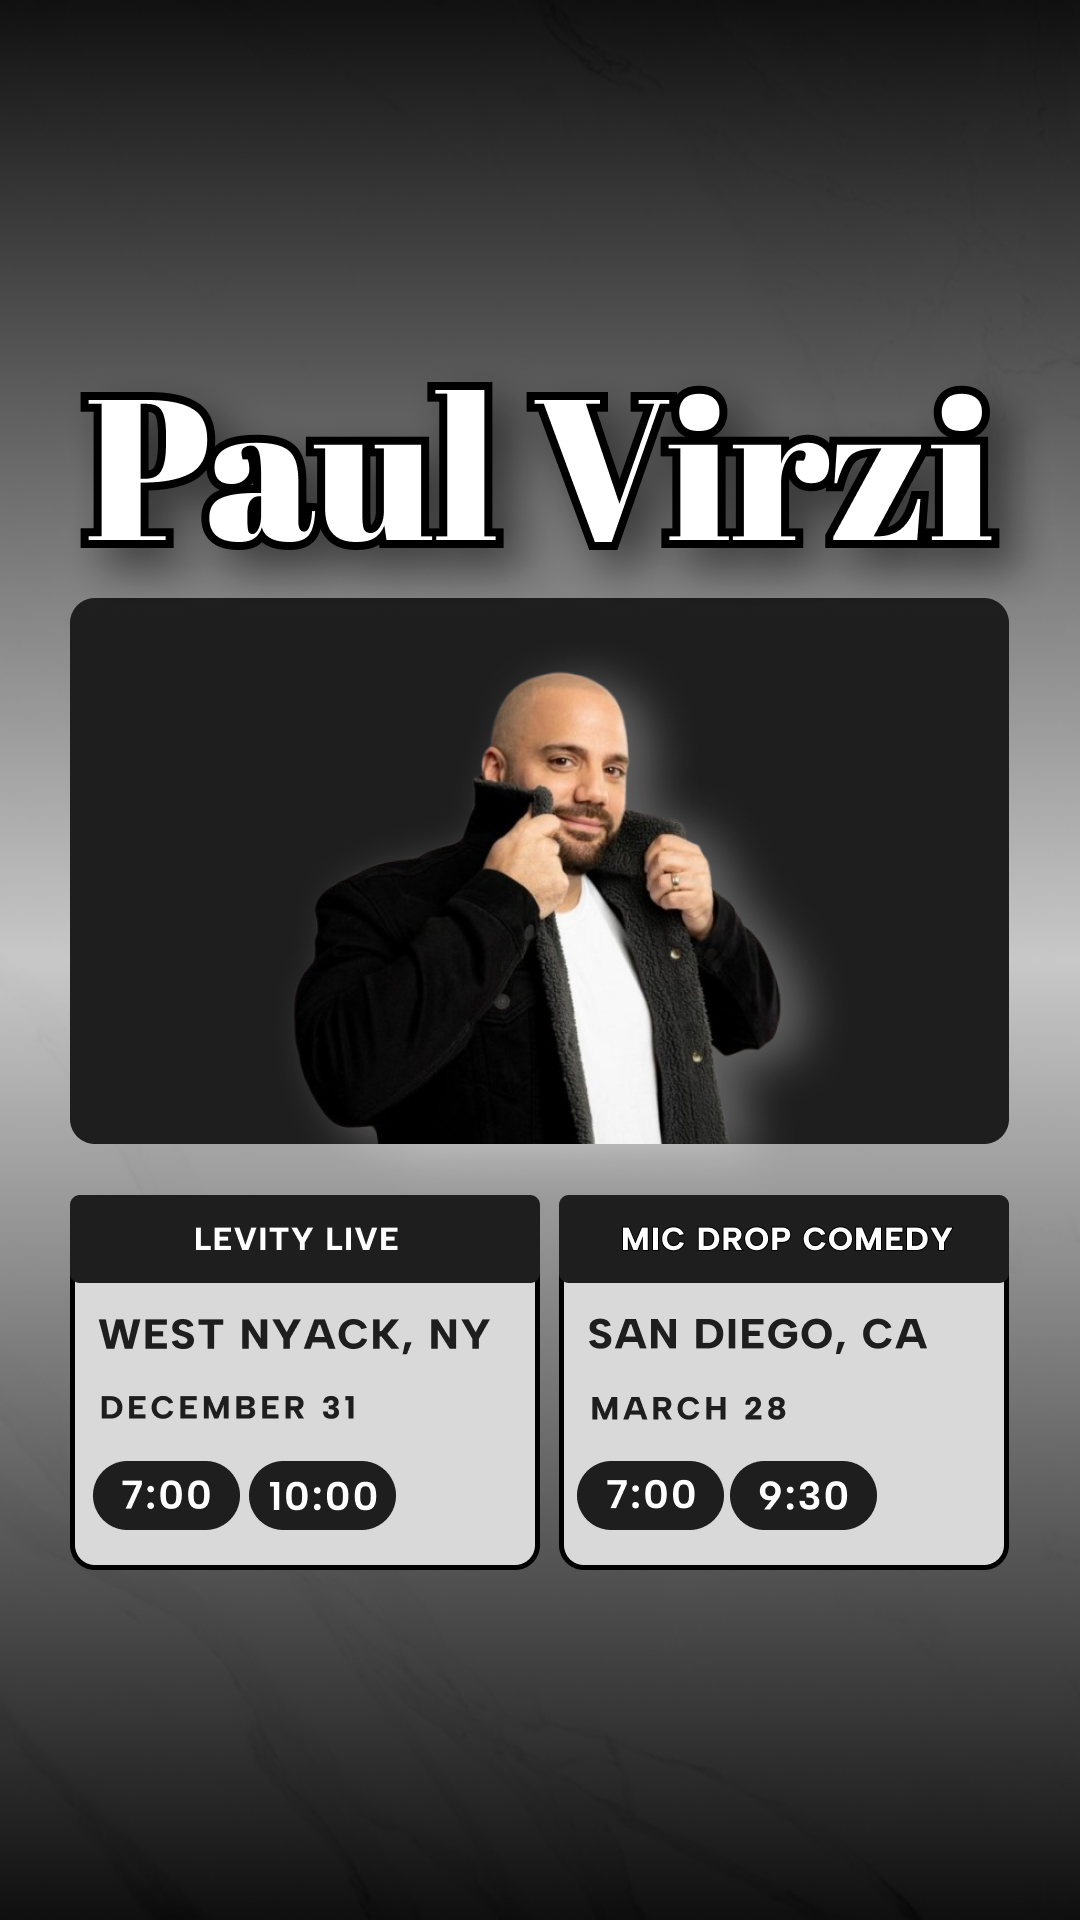 Paul Virzi
LEVITY LIVE
WEST NYACK, NY
DECEMBER 31
7:00 10:00
MIC DROP COMEDY
SAN DIEGO, CA
MARCH 28
7:00 9:30